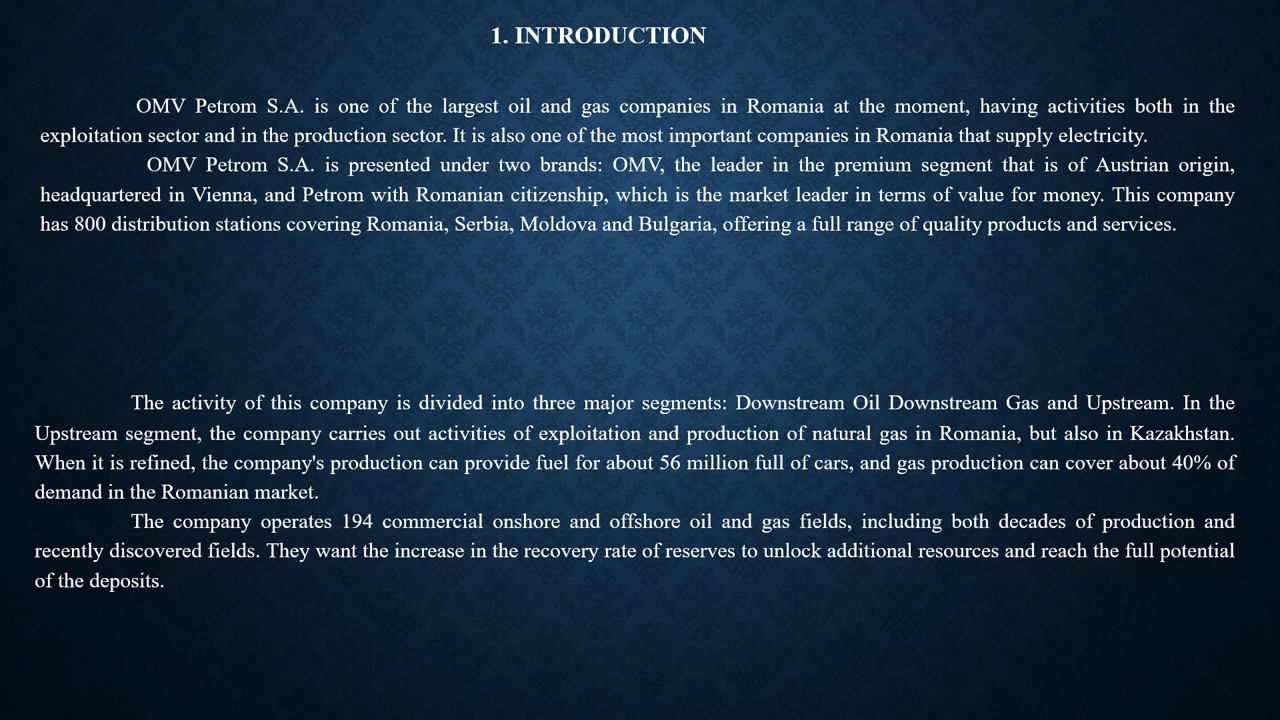 1. INTRODUCTION
OMV Petrom S.A. is one of the largest oil and gas companies in Romania at the moment, having activities both in the
exploitation sector and in the production sector. It is also one of the most important companies in Romania that supply electricity.
OMV Petrom S.A. is presented under two brands: OMV, the leader in the premium segment that is of Austrian origin,
headquartered in Vienna, and Petrom with Romanian citizenship, which is the market leader in terms of value for money. This company
has 800 distribution stations covering Romania, Serbia, Moldova and Bulgaria, offering a full range of quality products and services.
The activity of this company is divided into three major segments: Downstream Oil Downstream Gas and Upstream. In the
Upstream segment, the company carries out activities of exploitation and production of natural gas in Romania, but also in Kazakhstan.
When it is refined, the company's production can provide fuel for about 56 million full of cars, and gas production can cover about 40% of
demand in the Romanian market.
The company operates 194 commercial onshore and offshore oil and gas fields, including both decades of production and
recently discovered fields. They want the increase in the recovery rate of reserves to unlock additional resources and reach the full potential
of the deposits.